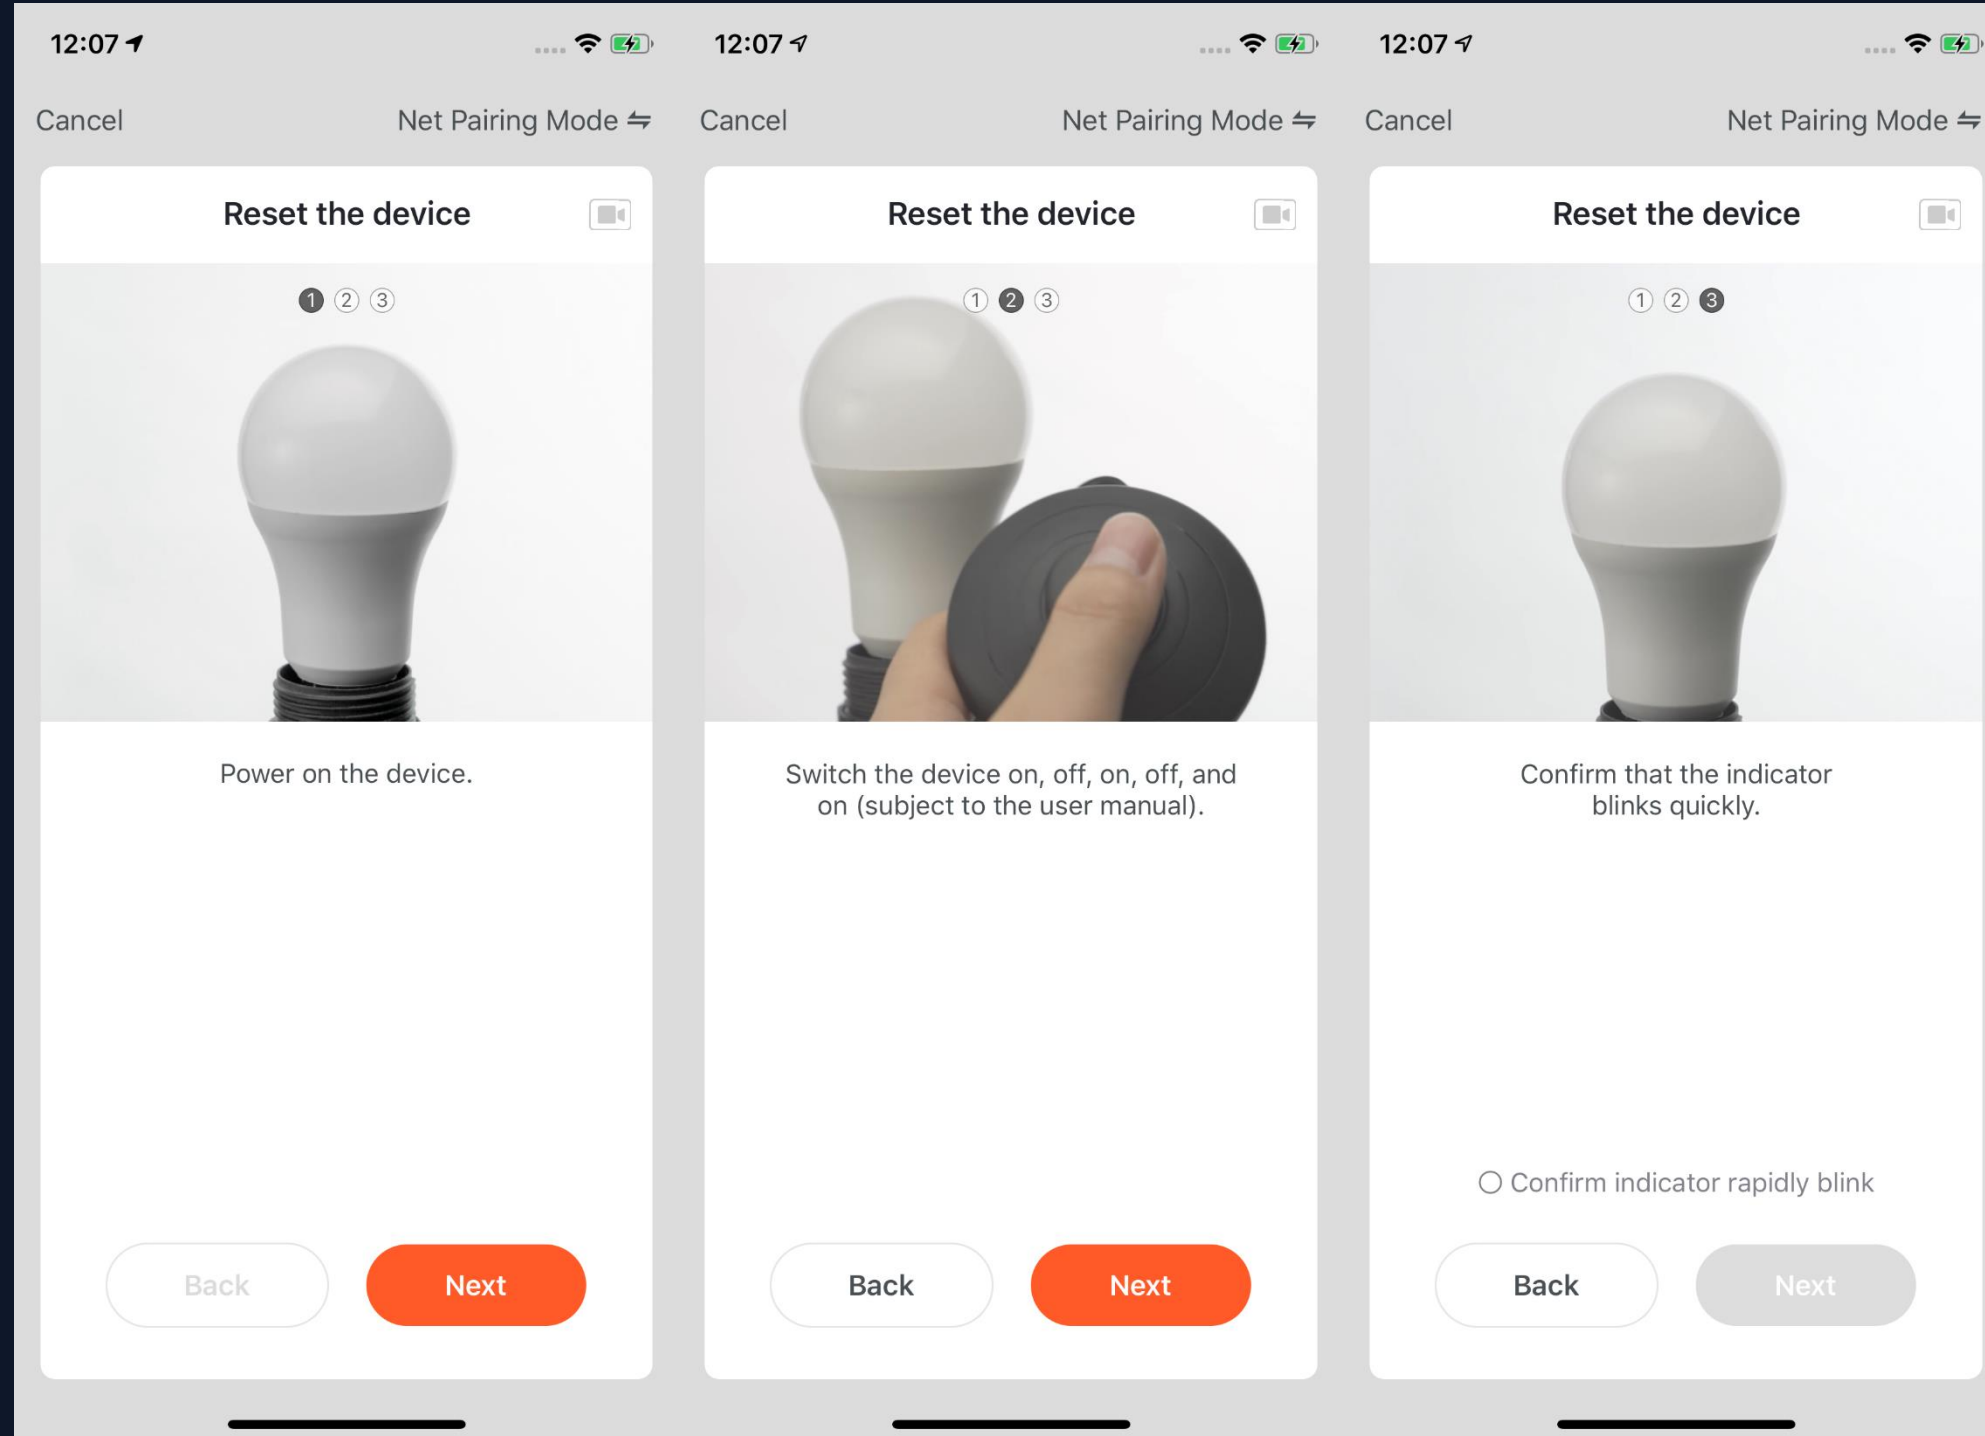 12:07
Cancel
Net Pairing Mode
Reset the device
1 2 3
Power on the device.
Back
Next
12:07
Cancel
Net Pairing Mode
Reset the device
1 2 3
Switch the device on, off, on, off, and
on (subject to the user manual).
Back
Next
12:07
Cancel
Net Pairing Mode
Reset the device
1 2 3
Confirm that the indicator
blinks quickly.
Confirm indicator rapidly blink
Back
Next